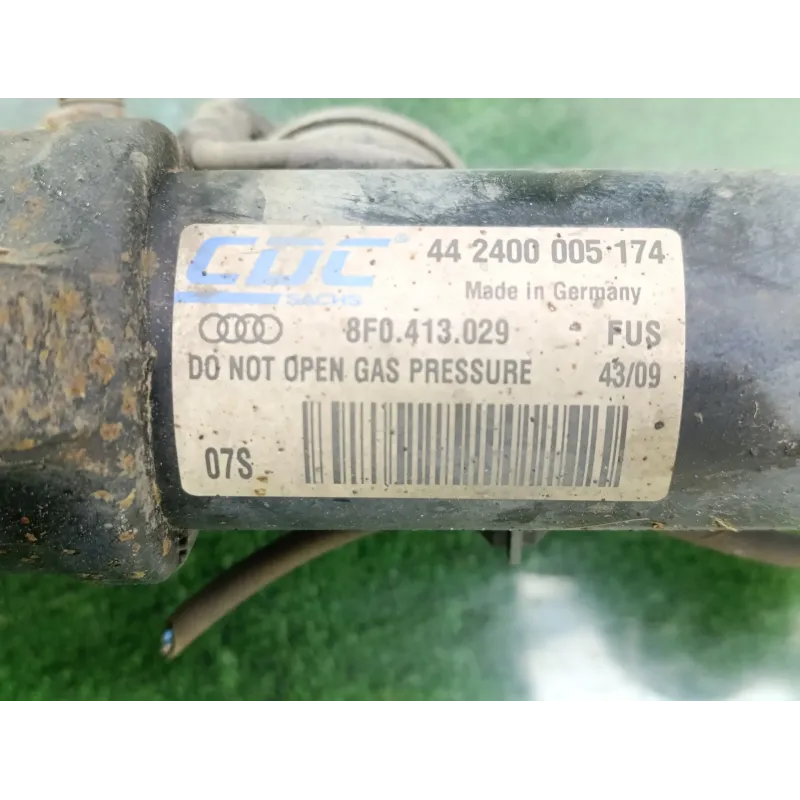 CDC 44 2400 005 174
SACHS Made in Germany
8F0.413.029 FUS
DO NOT OPEN GAS PRESSURE 43/09
07S